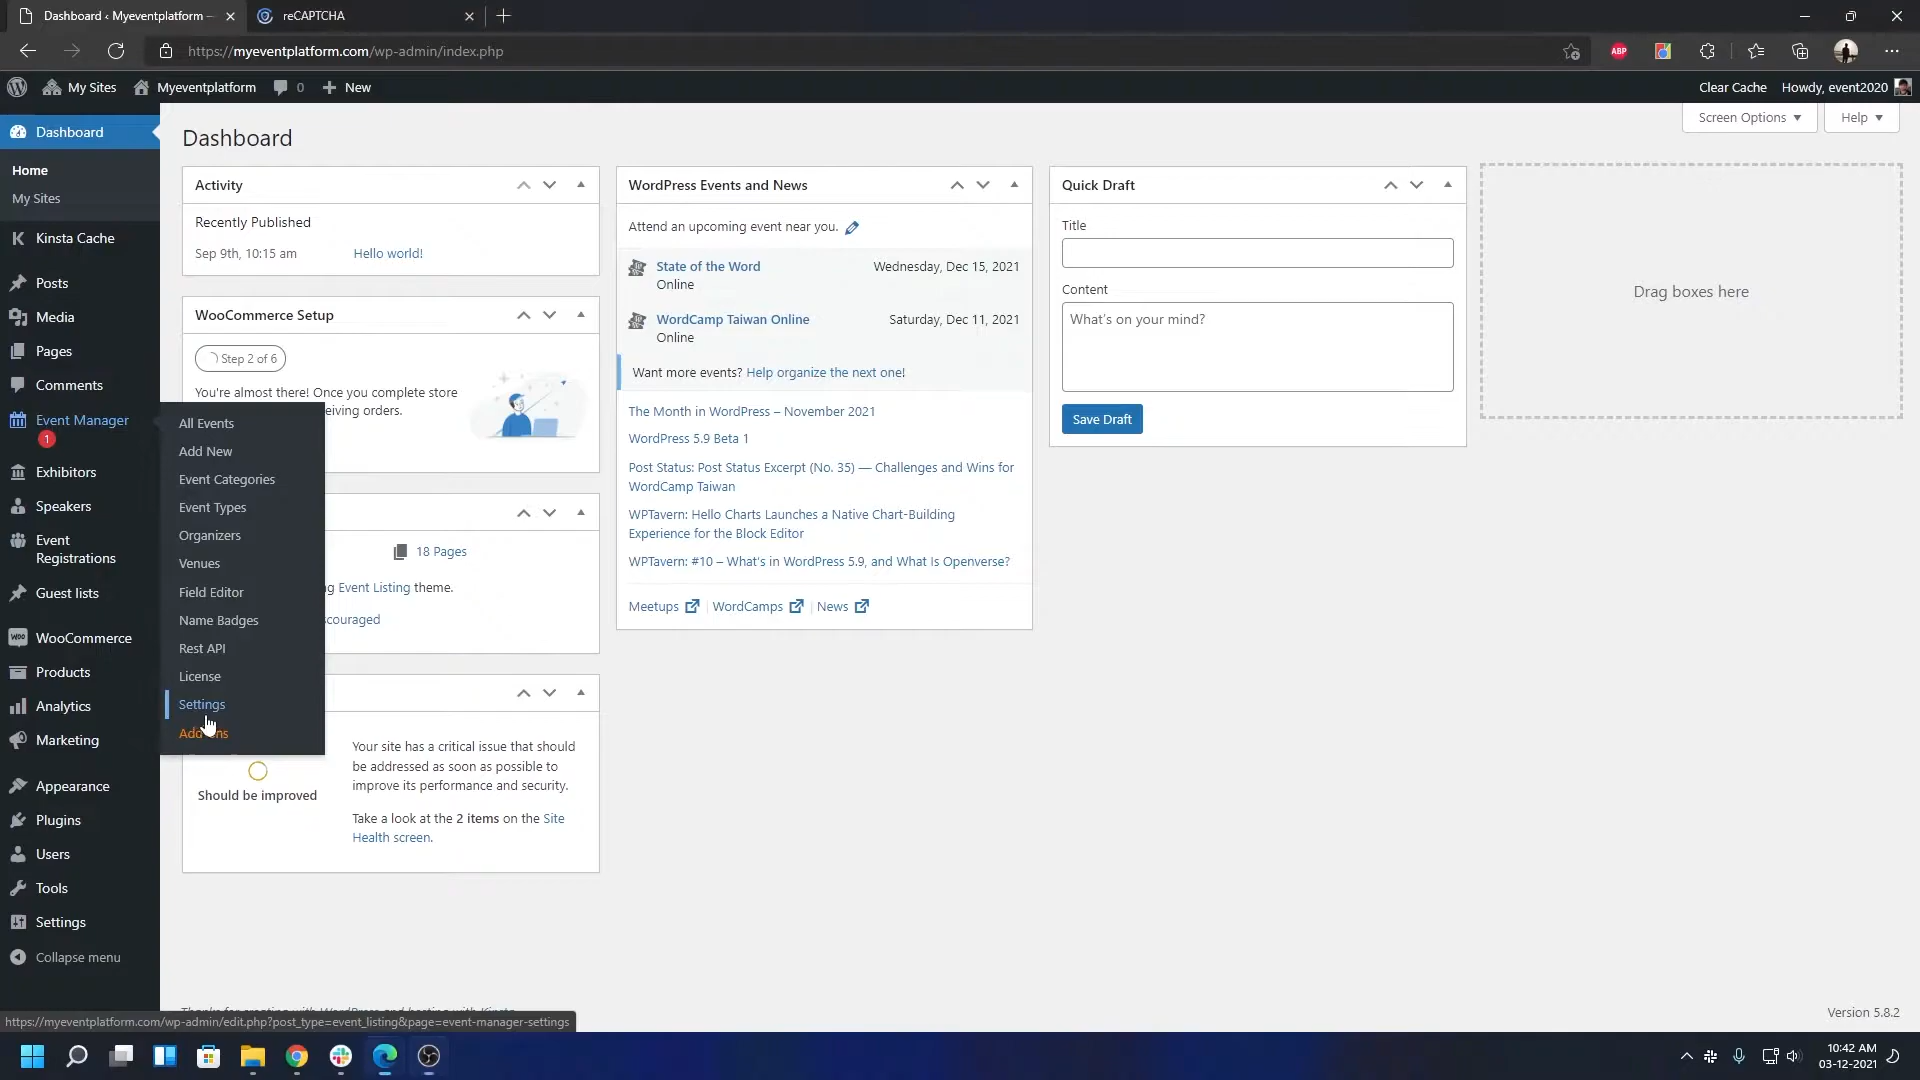 Dashboard ‹ Myeventplatform –
reCAPTCHA
https://myeventplatform.com/wp-admin/index.php
ABP
My Sites
Myeventplatform
0
New
Clear Cache
Howdy, event2020
Dashboard
Home
My Sites
Kinsta Cache
Posts
Media
Pages
Comments
Event Manager
1
Exhibitors
Speakers
Event
Registrations
Guest lists
WooCommerce
Products
Analytics
Marketing
Appearance
Plugins
Users
Tools
Settings
Collapse menu
All Events
Add New
Event Categories
Event Types
Organizers
Venues
Field Editor
Name Badges
Rest API
License
Settings
Dashboard
Screen Options
Help
Activity
Recently Published
Sep 9th, 10:15 am
Hello world!
WooCommerce Setup
Step 2 of 6
You're almost there! Once you complete store
eiving orders.
18 Pages
Event Listing theme.
couraged
Should be improved
Your site has a critical issue that should
be addressed as soon as possible to
improve its performance and security.
Take a look at the 2 items on the Site
Health screen.
WordPress Events and News
Attend an upcoming event near you.
State of the Word
Wednesday, Dec 15, 2021
Online
WordCamp Taiwan Online
Saturday, Dec 11, 2021
Online
Want more events? Help organize the next one!
The Month in WordPress – November 2021
WordPress 5.9 Beta 1
Post Status: Post Status Excerpt (No. 35) — Challenges and Wins for
WordCamp Taiwan
WPTavern: Hello Charts Launches a Native Chart-Building
Experience for the Block Editor
WPTavern: #10 – What's in WordPress 5.9, and What Is Openverse?
Meetups
WordCamps
News
Quick Draft
Title
Content
What's on your mind?
Save Draft
Drag boxes here
Version 5.8.2
https://myeventplatform.com/wp-admin/edit.php?post_type=event_listing&page=event-manager-settings
10:42 AM
03-12-2021